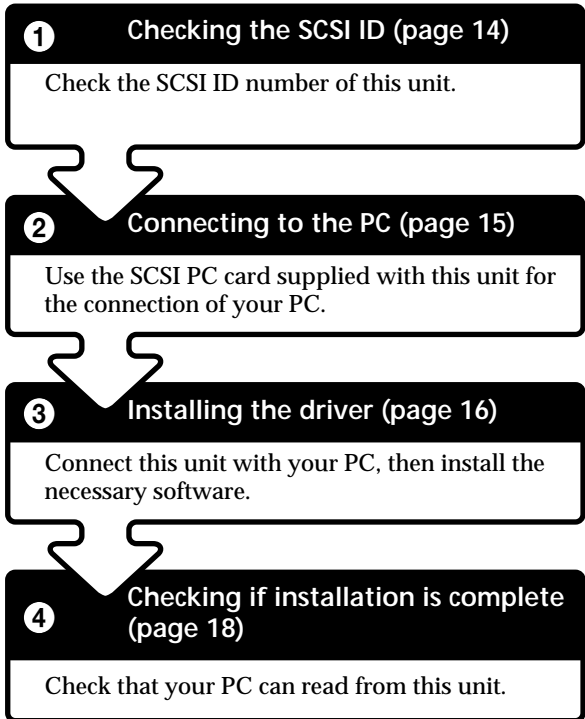 1 Checking the SCSI ID (page 14)
Check the SCSI ID number of this unit.
2 Connecting to the PC (page 15)
Use the SCSI PC card supplied with this unit for
the connection of your PC.
3 Installing the driver (page 16)
Connect this unit with your PC, then install the
necessary software.
4 Checking if installation is complete
(page 18)
Check that your PC can read from this unit.